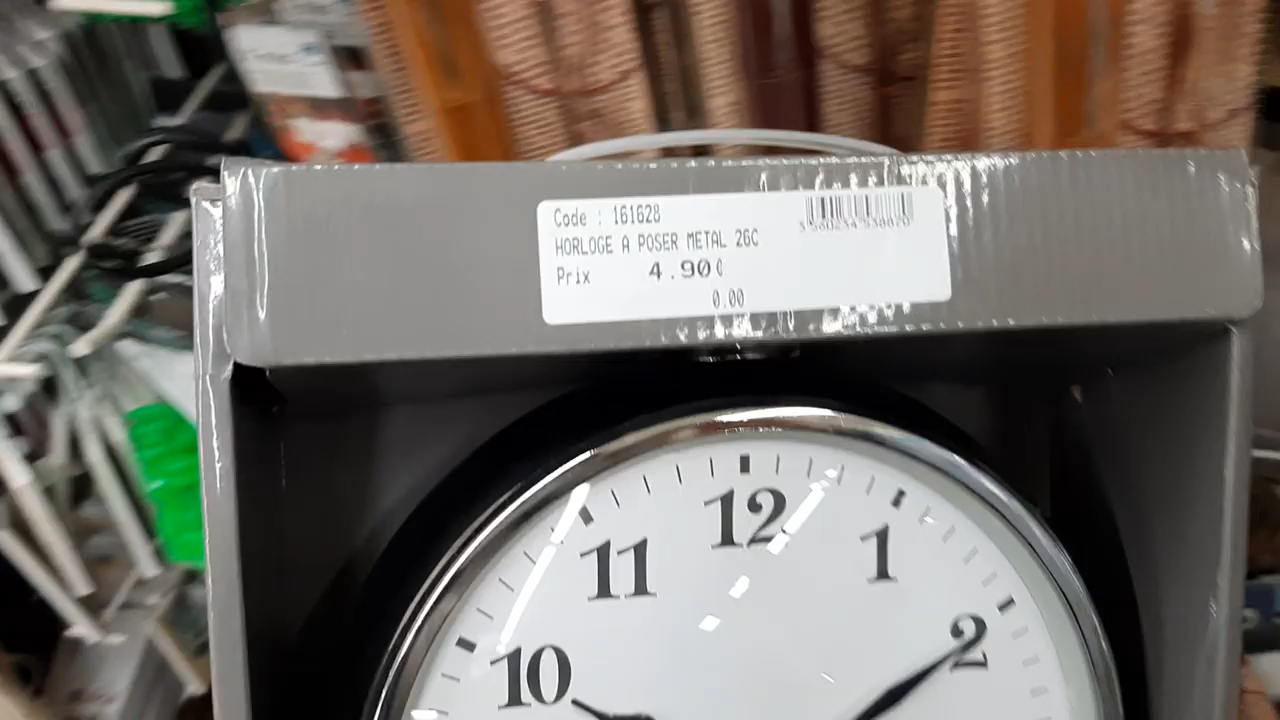 Code : 161628
HORLOGE A POSER METAL 26C
Prix 4.90€
0.00
12
11
1
10
2